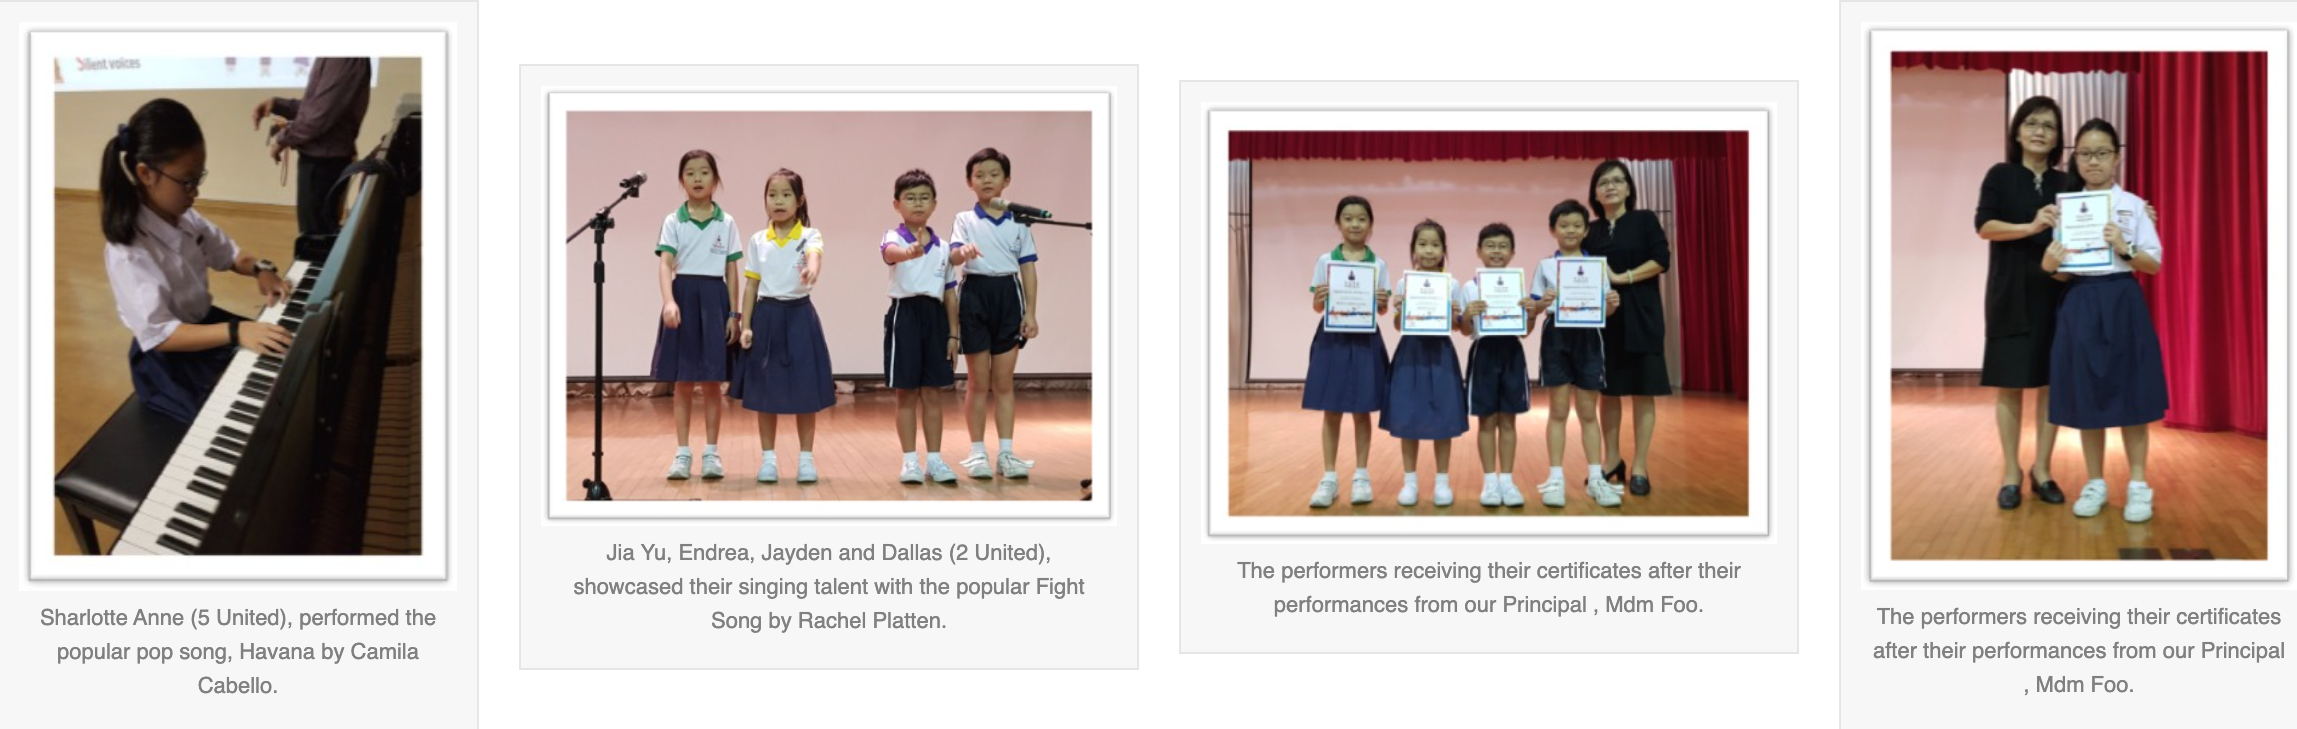 Silent voices
Sharlotte Anne (5 United), performed the
popular pop song, Havana by Camila
Cabello.
Jia Yu, Endrea, Jayden and Dallas (2 United),
showcased their singing talent with the popular Fight
Song by Rachel Platten.
The performers receiving their certificates after their
performances from our Principal , Mdm Foo.
The performers receiving their certificates
after their performances from our Principal
, Mdm Foo.